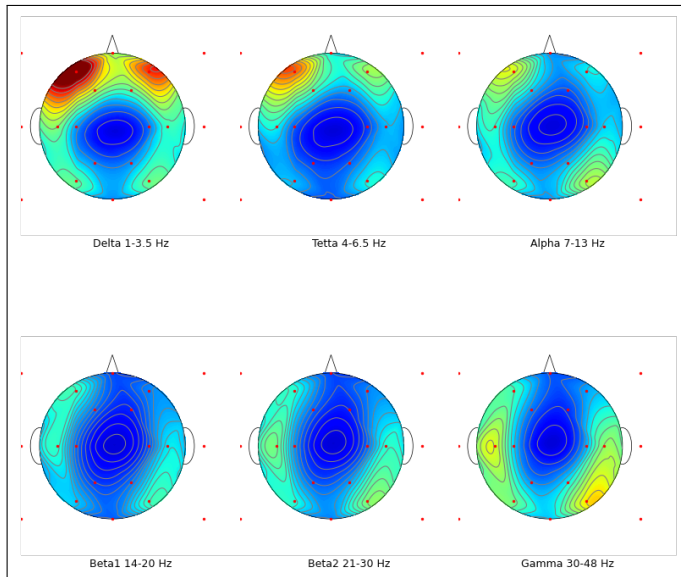 Delta 1-3.5 Hz
Tetta 4-6.5 Hz
Alpha 7-13 Hz
Beta1 14-20 Hz
Beta2 21-30 Hz
Gamma 30-48 Hz